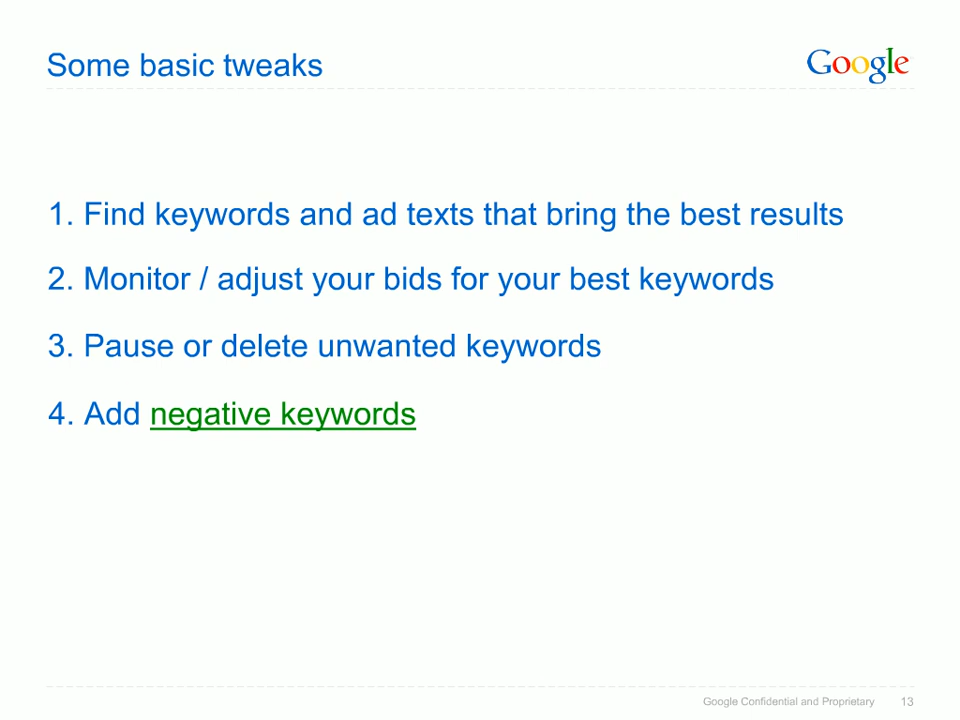 Some basic tweaks
Google
1. Find keywords and ad texts that bring the best results
2. Monitor / adjust your bids for your best keywords
3. Pause or delete unwanted keywords
4. Add negative keywords
Google Confidential and Proprietary 13